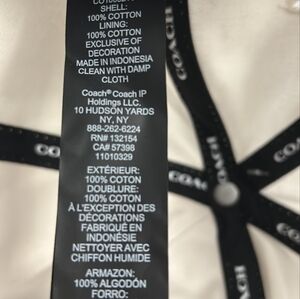 SHELL:
100% COTTON
LINING:
100% COTTON
EXCLUSIVE OF
DECORATION
MADE IN INDONESIA
CLEAN WITH DAMP
CLOTH
Coach® Coach IP
Holdings LLC.
10 HUDSON YARDS
NY, NY
888-262-6224
RN# 132154
CA# 57398
11010329
EXTÉRIEUR:
100% COTON
DOUBLURE:
100% COTON
À L'EXCEPTION DES
DÉCORATIONS
FABRIQUÉ EN
INDONÉSIE
NETTOYER AVEC
CHIFFON HUMIDE
ARMAZON:
100% ALGODÓN
FORRO:
COACH
COACH
COACH
COACH
COACH